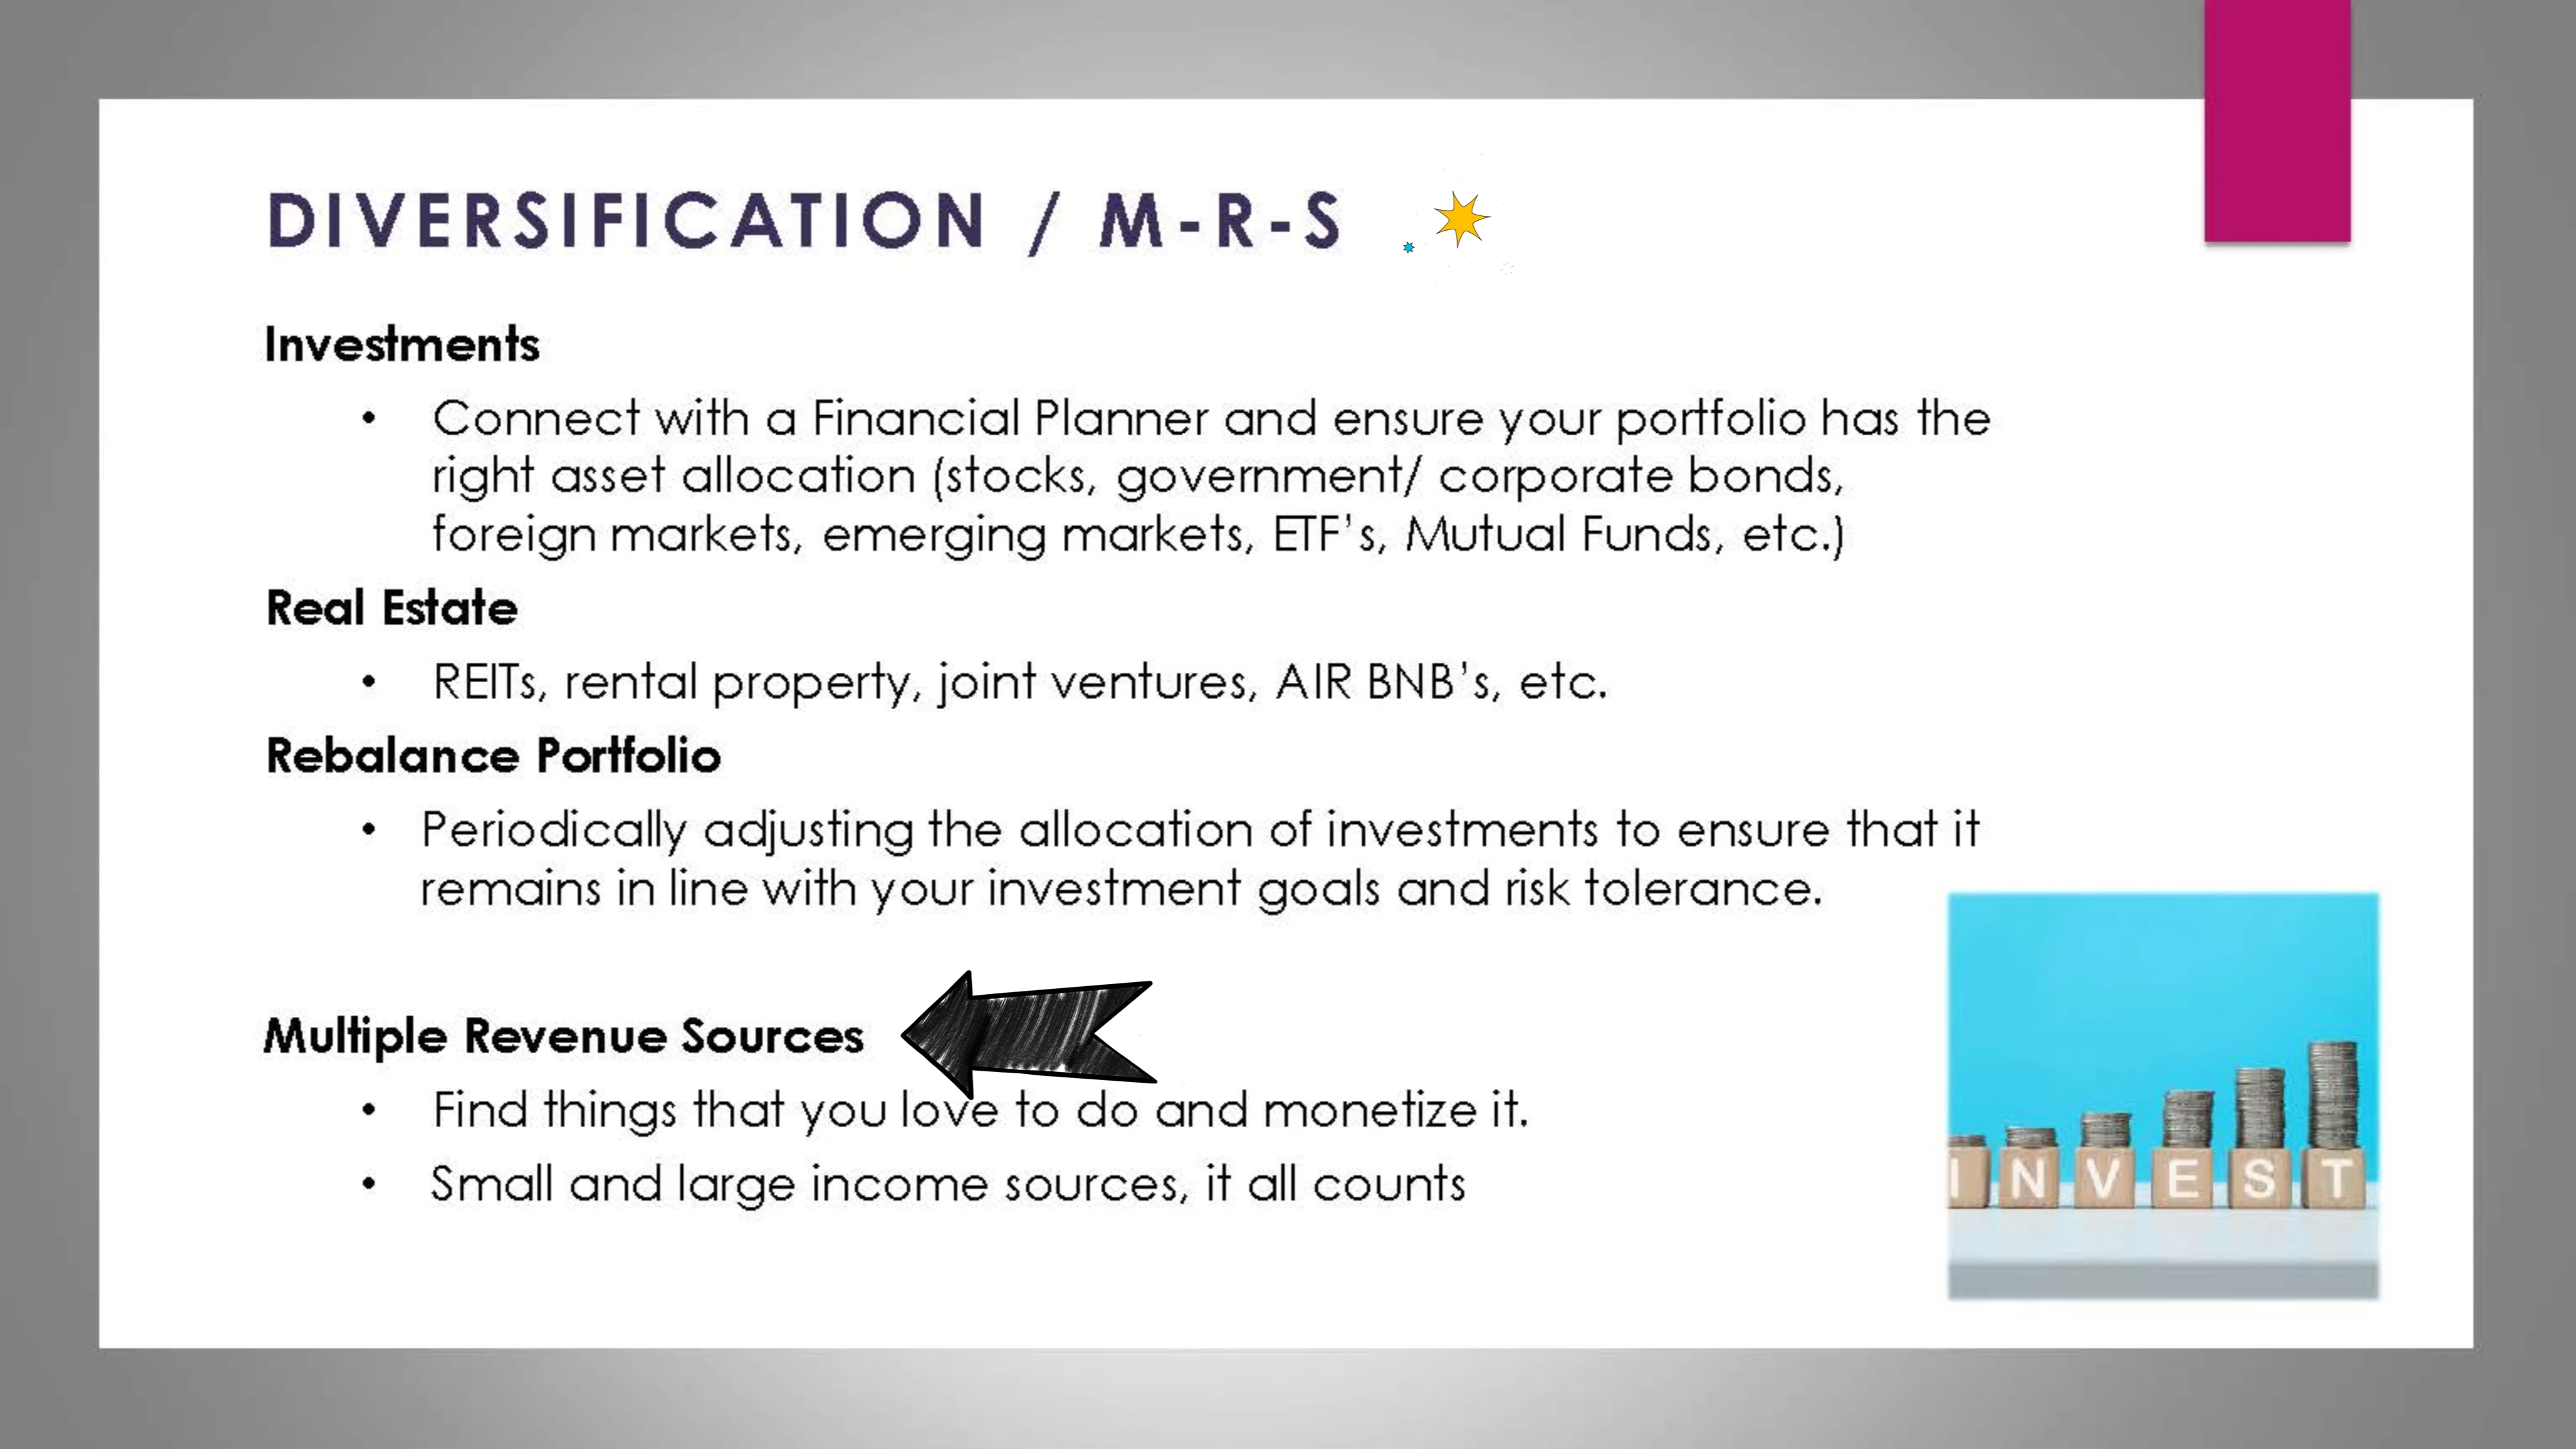 DIVERSIFICATION / M-R-S
Investments
• Connect with a Financial Planner and ensure your portfolio has the
right asset allocation (stocks, government/ corporate bonds,
foreign markets, emerging markets, ETF's, Mutual Funds, etc.)
Real Estate
• REITs, rental property, joint ventures, AIR BNB's, etc.
Rebalance Portfolio
• Periodically adjusting the allocation of investments to ensure that it
remains in line with your investment goals and risk tolerance.
Multiple Revenue Sources
• Find things that you love to do and monetize it.
• Small and large income sources, it all counts
INVEST